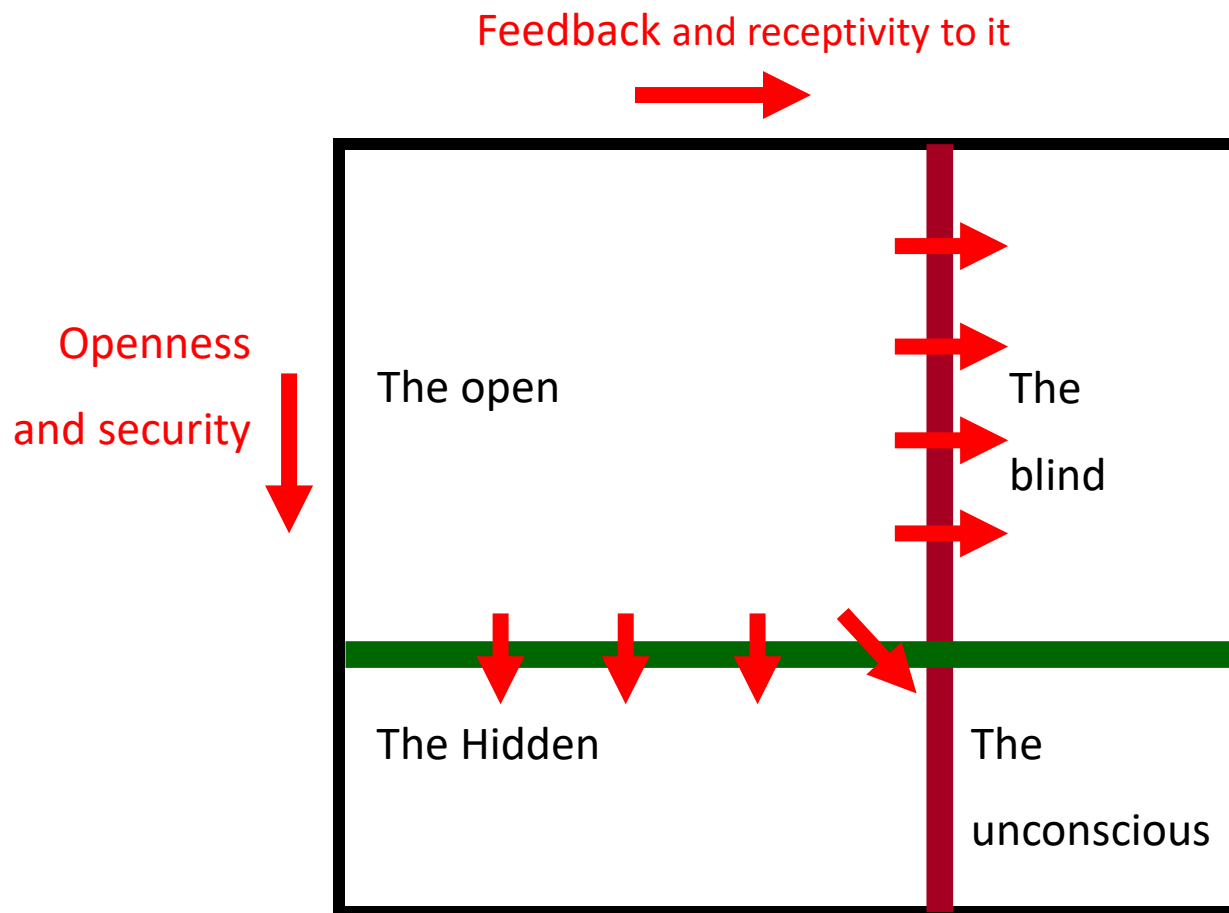 Feedback and receptivity to it
Openness
and security
The open
The
blind
The Hidden
The
unconscious